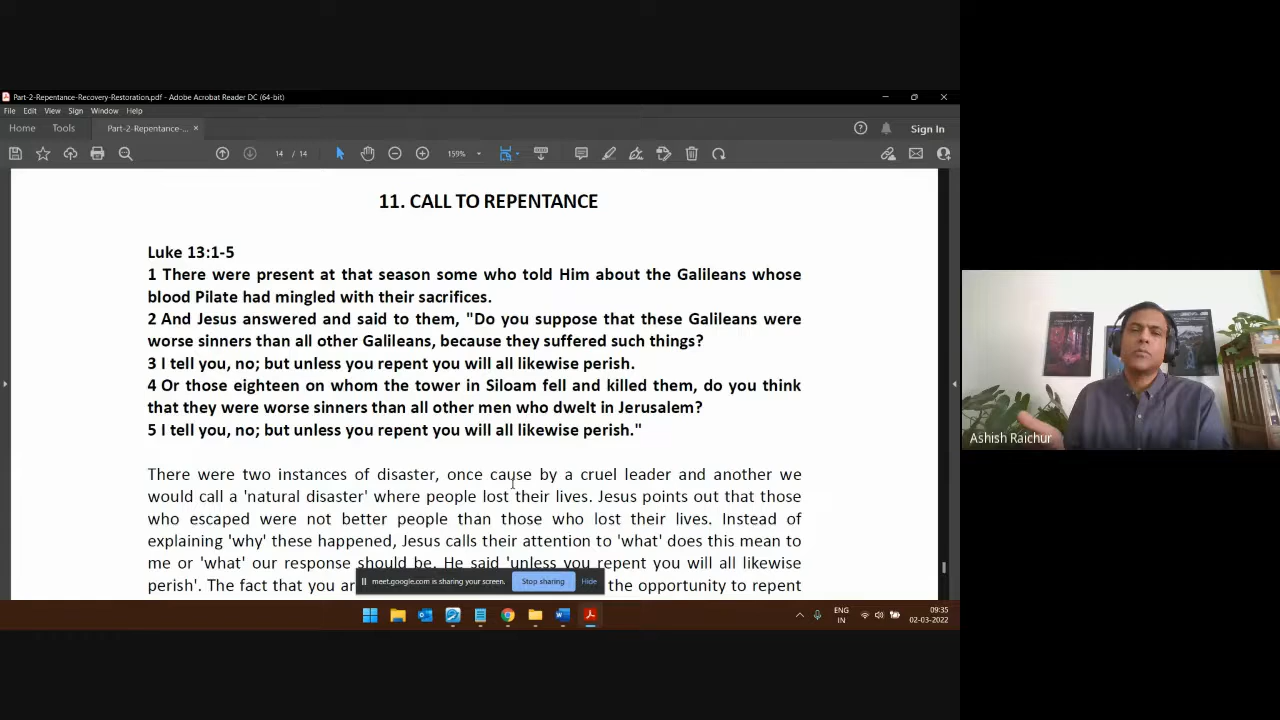 Part-2-Repentance-Recovery-Restoration.pdf - Adobe Acrobat Reader DC (64-bit)
File Edit View Sign Window Help
Home Tools Part-2-Repentance-... × Sign In
14 / 14 159%
11. CALL TO REPENTANCE
Luke 13:1-5
1 There were present at that season some who told Him about the Galileans whose
blood Pilate had mingled with their sacrifices.
2 And Jesus answered and said to them, "Do you suppose that these Galileans were
worse sinners than all other Galileans, because they suffered such things?
3 I tell you, no; but unless you repent you will all likewise perish.
4 Or those eighteen on whom the tower in Siloam fell and killed them, do you think
that they were worse sinners than all other men who dwelt in Jerusalem?
5 I tell you, no; but unless you repent you will all likewise perish."
There were two instances of disaster, once cause by a cruel leader and another we
would call a 'natural disaster' where people lost their lives. Jesus points out that those
who escaped were not better people than those who lost their lives. Instead of
explaining 'why' these happened, Jesus calls their attention to 'what' does this mean to
me or 'what' our response should be. He said 'unless you repent you will all likewise
perish'. The fact that you ar the opportunity to repent
meet.google.com is sharing your screen. Stop sharing Hide
Ashish Raichur
ENG
IN
09:35
02-03-2022